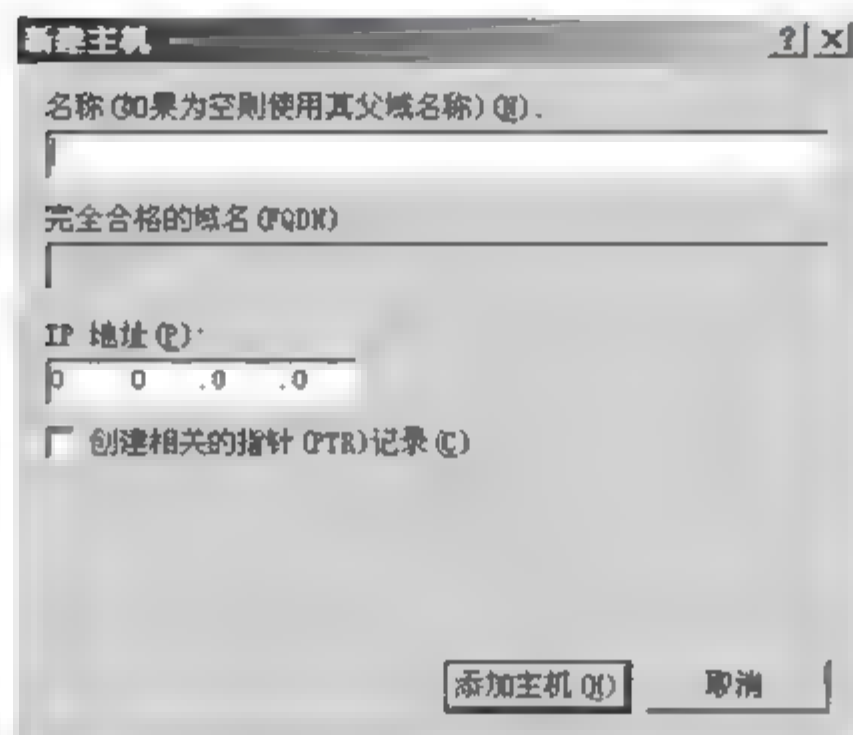 新建主机
名称(如果为空则使用其父域名称)(N).
完全合格的域名(FQDN)
IP 地址(P):
0 0 .0 .0
创建相关的指针(PTR)记录(C)
添加主机(H) 取消